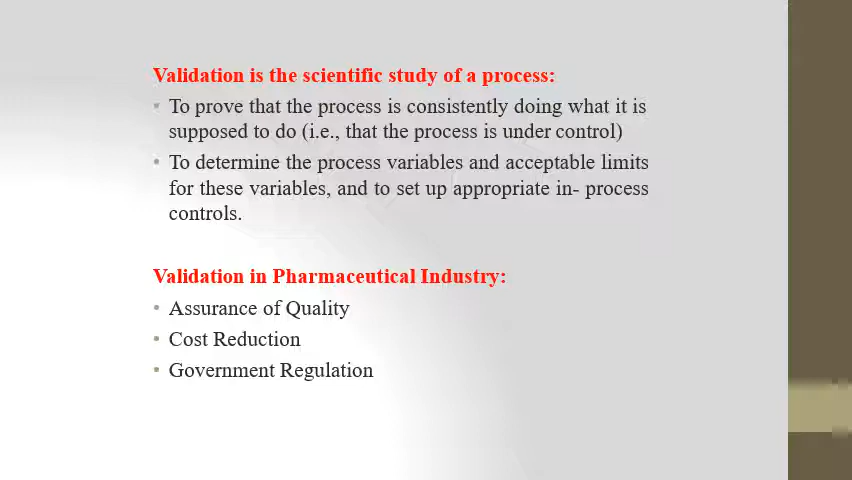 Validation is the scientific study of a process:
• To prove that the process is consistently doing what it is
supposed to do (i.e., that the process is under control)
• To determine the process variables and acceptable limits
for these variables, and to set up appropriate in- process
controls.
Validation in Pharmaceutical Industry:
• Assurance of Quality
• Cost Reduction
• Government Regulation